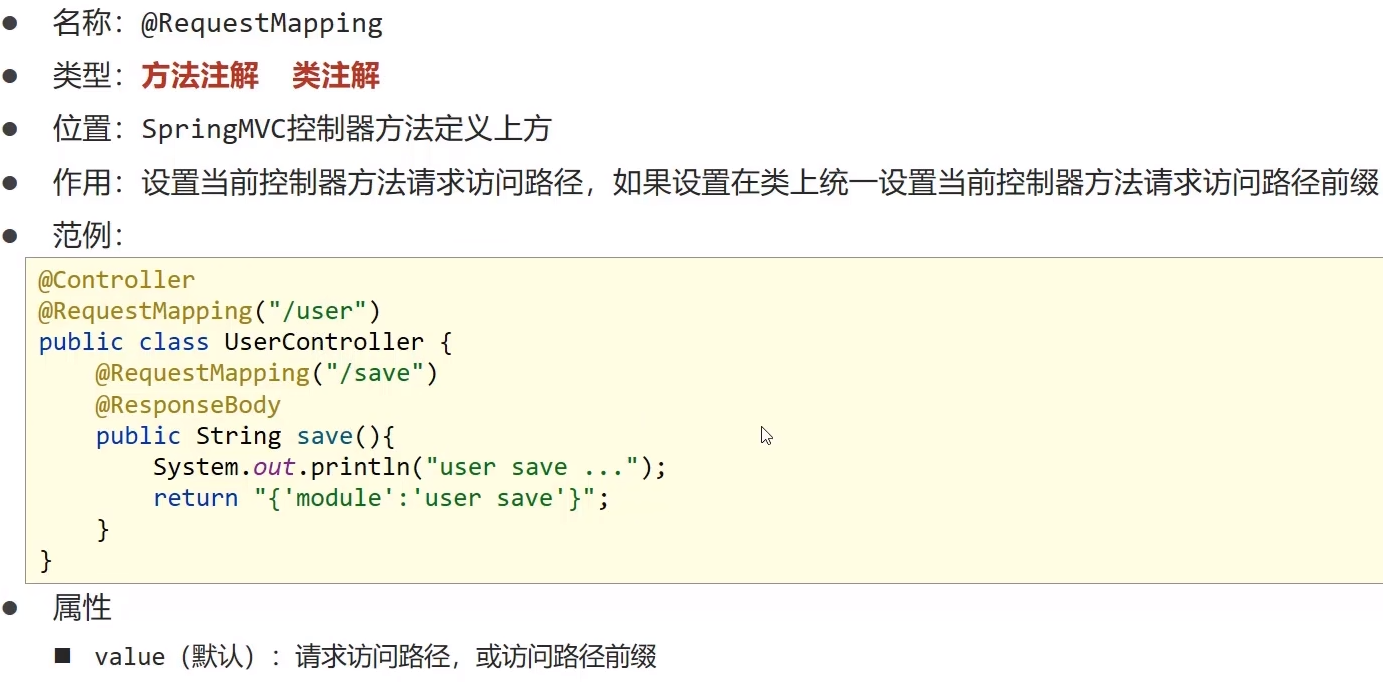 ● 名称：@RequestMapping
● 类型：方法注解 类注解
● 位置：SpringMVC控制器方法定义上方
● 作用：设置当前控制器方法请求访问路径，如果设置在类上统一设置当前控制器方法请求访问路径前缀
● 范例：
@Controller
@RequestMapping("/user")
public class UserController {
    @RequestMapping("/save")
    @ResponseBody
    public String save(){
        System.out.println("user save ...");
        return "{'module':'user save'}";
    }
}
● 属性
■ value（默认）：请求访问路径，或访问路径前缀